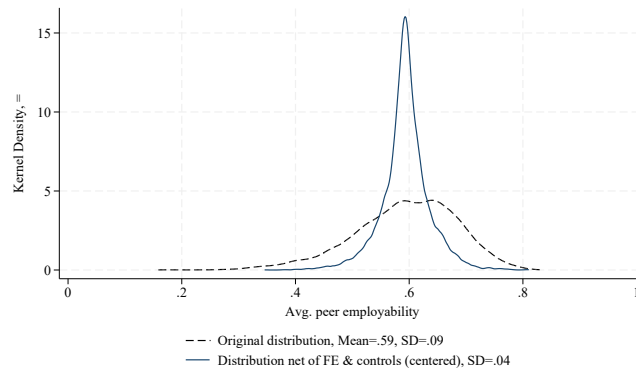 15
10
5
0
Kernel Density, =
0
.2
.4
.6
.8
1
Avg. peer employability
Original distribution, Mean=.59, SD=.09
Distribution net of FE & controls (centered), SD=.04